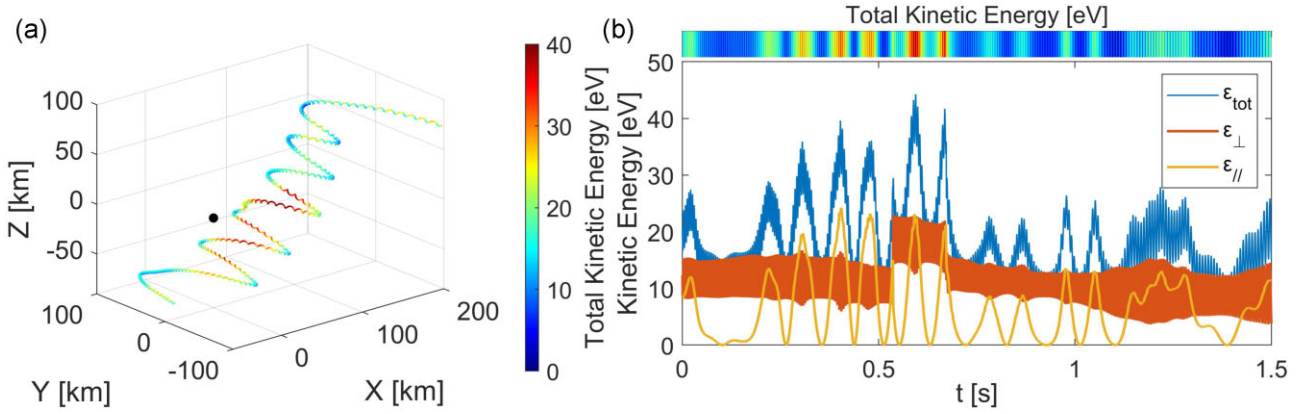 (a)
100
50
0
-50
Z [km]
100
0
-100
Y [km]
0
100
200
X [km]
40
30
20
10
0
Total Kinetic Energy [eV]
(b)
Total Kinetic Energy [eV]
50
40
30
20
10
0
Kinetic Energy [eV]
0
0.5
1
1.5
t [s]
ε_tot
ε_⊥
ε_//